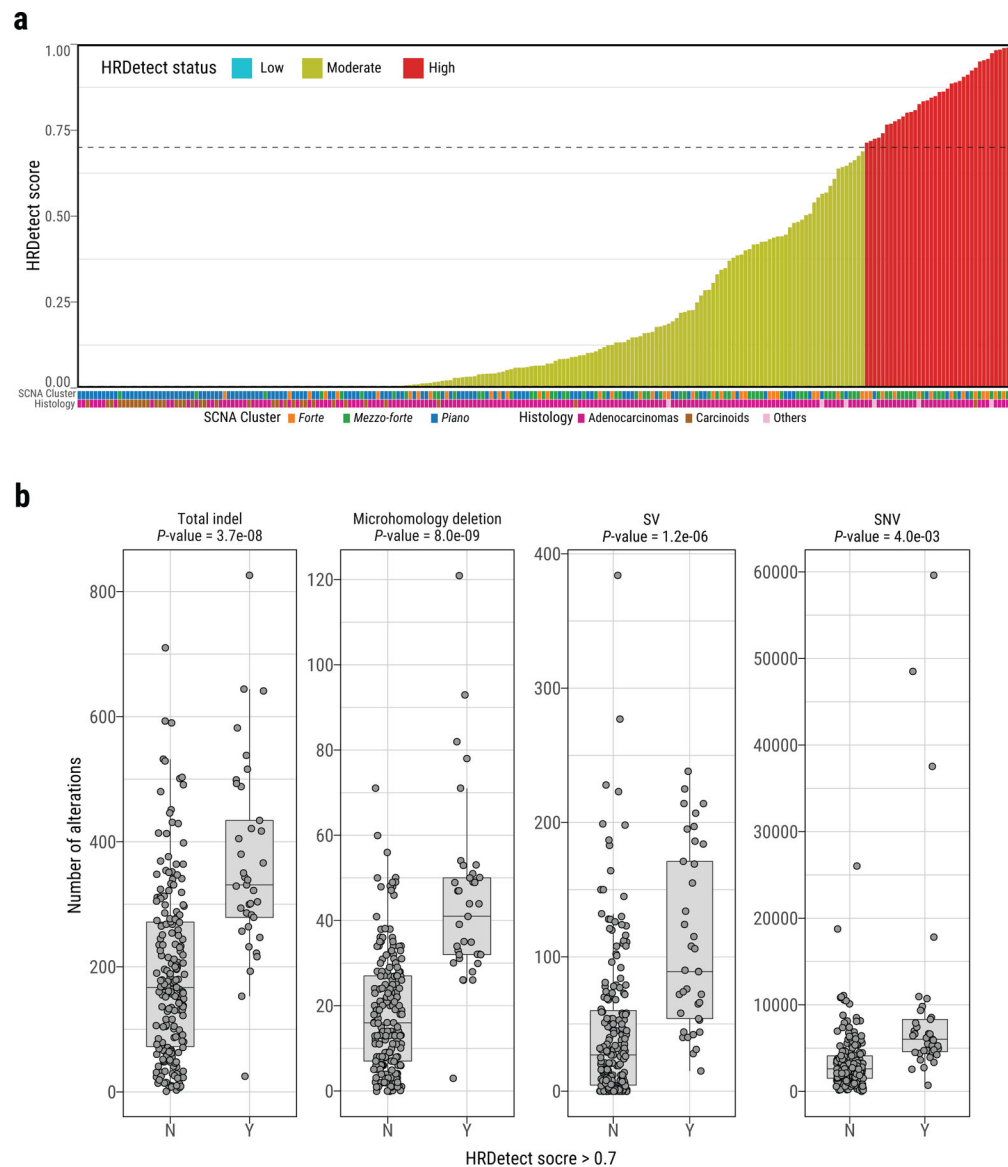 a
1.00
HRDetect status Low Moderate High
0.75
0.50
0.25
0.00
HRDetect score
SCNA Cluster
Histology
SCNA Cluster Forte Mezzo-forte Piano Histology Adenocarcinomas Carcinoids Others
b
Total indel
P-value = 3.7e-08
Microhomology deletion
P-value = 8.0e-09
SV
P-value = 1.2e-06
SNV
P-value = 4.0e-03
Number of alterations
800
600
400
200
0
120
100
80
60
40
20
0
400
300
200
100
0
60000
50000
40000
30000
20000
10000
0
N Y N Y N Y N Y
HRDetect socre > 0.7